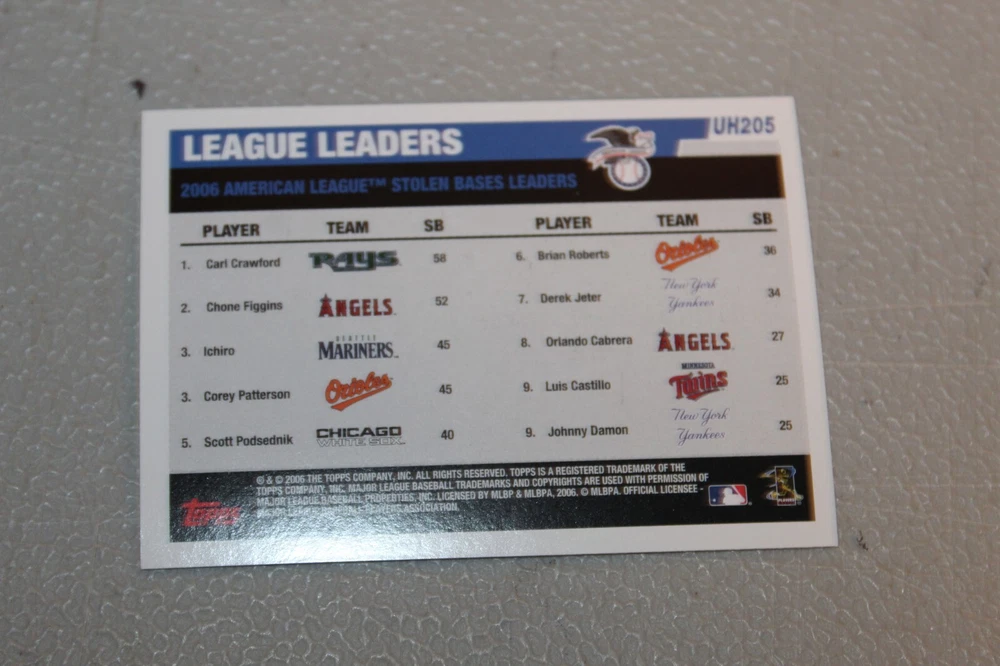 LEAGUE LEADERS
UH205
2006 AMERICAN LEAGUE™ STOLEN BASES LEADERS
PLAYER TEAM SB PLAYER TEAM SB
1. Carl Crawford RAYS 58 6. Brian Roberts Orioles 36
2. Chone Figgins ANGELS 52 7. Derek Jeter New York Yankees 34
3. Ichiro SEATTLE MARINERS 45 8. Orlando Cabrera ANGELS 27
3. Corey Patterson Orioles 45 9. Luis Castillo MINNESOTA Twins 25
5. Scott Podsednik CHICAGO WHITE SOX 40 9. Johnny Damon New York Yankees 25
® & © 2006 THE TOPPS COMPANY, INC. ALL RIGHTS RESERVED. TOPPS IS A REGISTERED TRADEMARK OF THE
TOPPS COMPANY, INC. MAJOR LEAGUE BASEBALL TRADEMARKS AND COPYRIGHTS ARE USED WITH PERMISSION OF
MAJOR LEAGUE BASEBALL PROPERTIES, INC. LICENSED BY MLBP & MLBPA, 2006. © MLBPA. OFFICIAL LICENSEE -
PLAYERS ASSOCIATION.
Topps